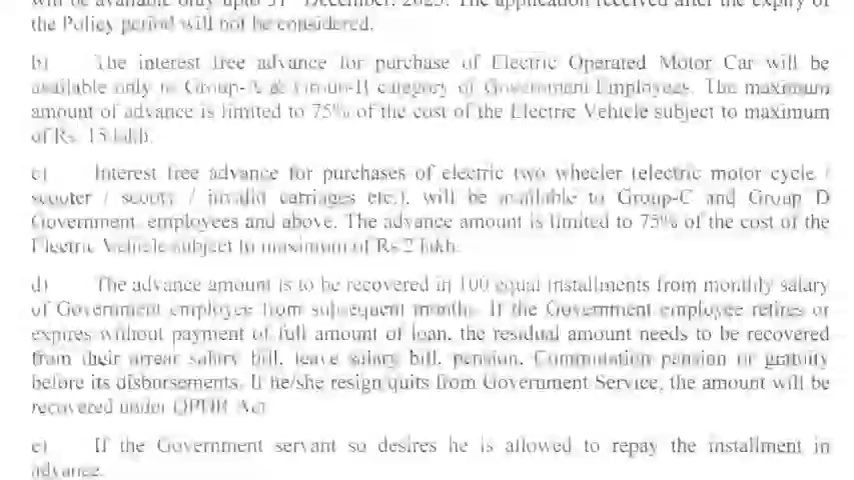 will be available only upto 31st December, 2025. The application received after the expiry of
the Policy period will not be considered.
b) The interest free advance for purchase of Electric Operated Motor Car will be
available only to Group-A & Group-B category of Government Employees. The maximum
amount of advance is limited to 75% of the cost of the Electric Vehicle subject to maximum
of Rs. 15 lakh.
c) Interest free advance for purchases of electric two wheeler (electric motor cycle /
scooter / scooty / invalid carriages etc.), will be available to Group-C and Group D
Government employees and above. The advance amount is limited to 75% of the cost of the
Electric Vehicle subject to maximum of Rs 2 lakh.
d) The advance amount is to be recovered in 100 equal installments from monthly salary
of Government employee from subsequent months. If the Government employee retires or
expires without payment of full amount of loan, the residual amount needs to be recovered
from their arrear salary bill, leave salary bill, pension, Commutation pension or gratuity
before its disbursements. If he/she resign quits from Government Service, the amount will be
recovered under OPDR Act
e) If the Government servant so desires he is allowed to repay the installment in
advance.